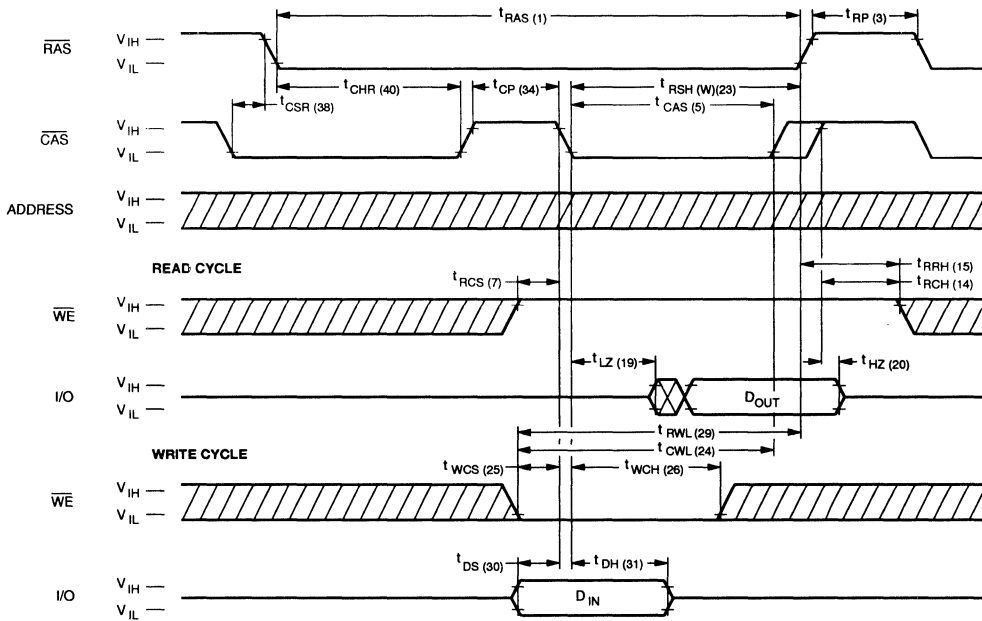 t RAS (1)
t RP (3)
RAS
V IH
V IL
t CHR (40)
t CP (34)
t RSH (W)(23)
t CSR (38)
t CAS (5)
CAS
V IH
V IL
ADDRESS
V IH
V IL
READ CYCLE
t RCS (7)
t RRH (15)
t RCH (14)
WE
V IH
V IL
t LZ (19)
t HZ (20)
I/O
V IH
V IL
D OUT
t RWL (29)
WRITE CYCLE
t CWL (24)
t WCS (25)
t WCH (26)
WE
V IH
V IL
t DS (30)
t DH (31)
I/O
V IH
V IL
D IN